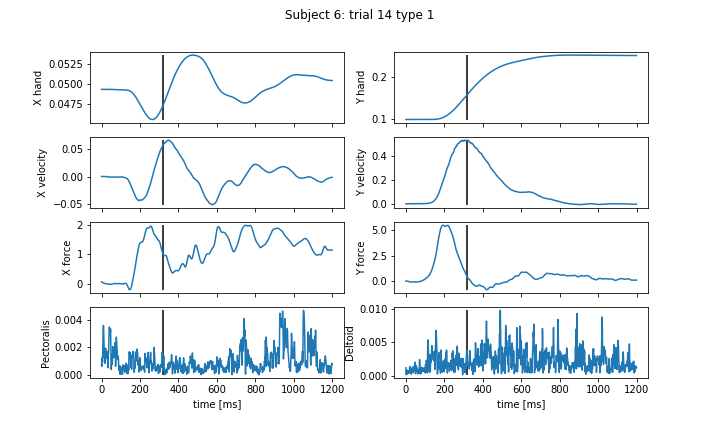 Subject 6: trial 14 type 1
X hand
0.0525
0.0500
0.0475
Y hand
0.2
0.1
X velocity
0.05
0.00
−0.05
Y velocity
0.4
0.2
0.0
X force
2
1
0
Y force
5.0
2.5
0.0
Pectoralis
0.004
0.002
0.000
Deltoid
0.010
0.005
0.000
0 200 400 600 800 1000 1200
0 200 400 600 800 1000 1200
time [ms]
time [ms]